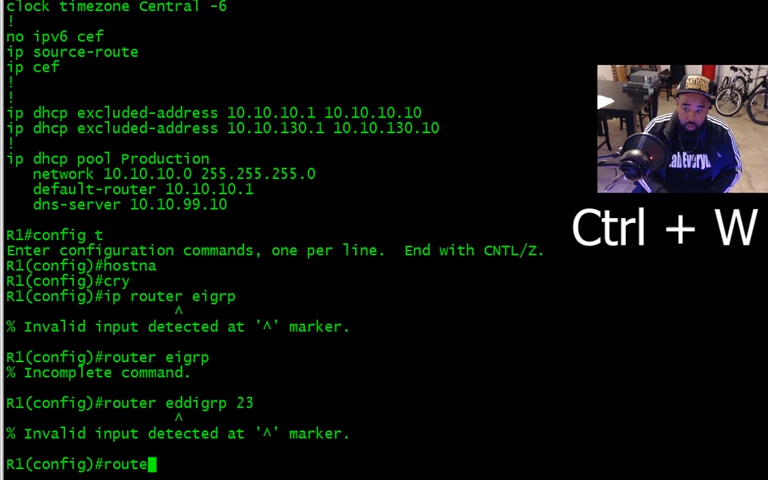 clock timezone Central -6
!
no ipv6 cef
ip source-route
ip cef
!
!
ip dhcp excluded-address 10.10.10.1 10.10.10.10
ip dhcp excluded-address 10.10.130.1 10.10.130.10
!
ip dhcp pool Production
network 10.10.10.0 255.255.255.0
default-router 10.10.10.1
dns-server 10.10.99.10
R1#config t
Enter configuration commands, one per line. End with CNTL/Z.
R1(config)#hostna
R1(config)#cry
R1(config)#ip router eigrp
^
% Invalid input detected at '^' marker.
R1(config)#router eigrp
% Incomplete command.
R1(config)#router eddigrp 23
^
% Invalid input detected at '^' marker.
R1(config)#route
Ctrl + W